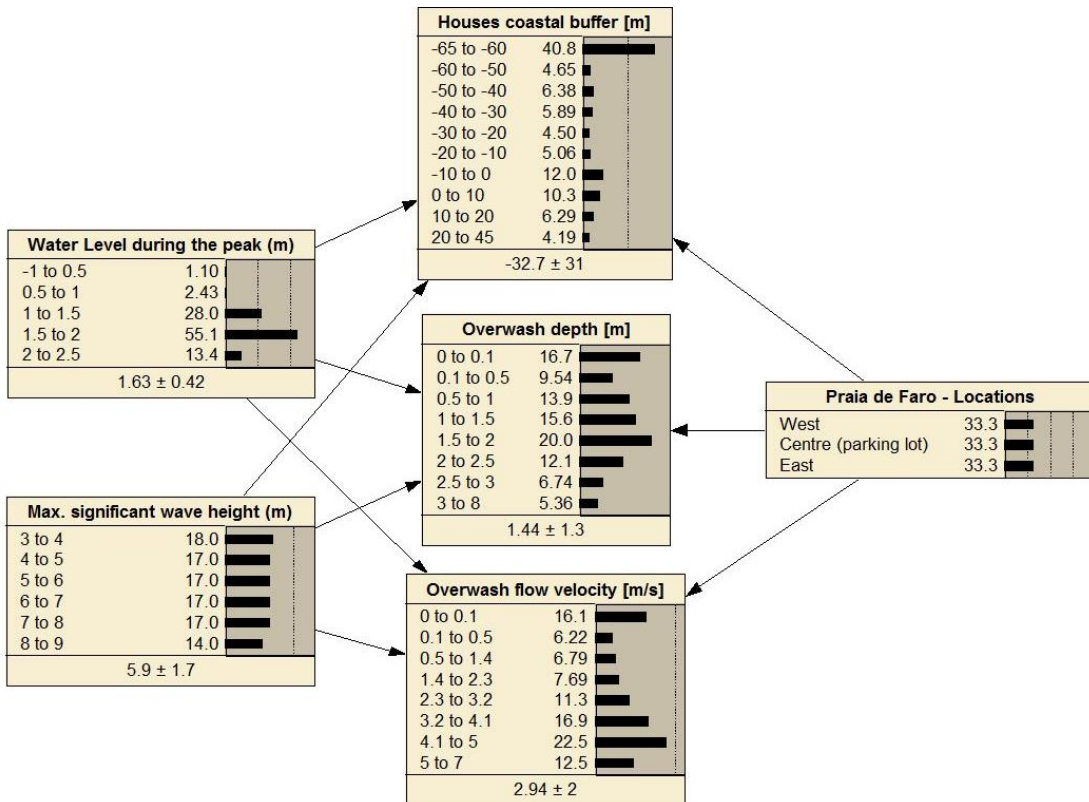 Houses coastal buffer [m]
-65 to -60 40.8
-60 to -50 4.65
-50 to -40 6.38
-40 to -30 5.89
-30 to -20 4.50
-20 to -10 5.06
-10 to 0 12.0
0 to 10 10.3
10 to 20 6.29
20 to 45 4.19
-32.7 ± 31
Water Level during the peak (m)
-1 to 0.5 1.10
0.5 to 1 2.43
1 to 1.5 28.0
1.5 to 2 55.1
2 to 2.5 13.4
1.63 ± 0.42
Overwash depth [m]
0 to 0.1 16.7
0.1 to 0.5 9.54
0.5 to 1 13.9
1 to 1.5 15.6
1.5 to 2 20.0
2 to 2.5 12.1
2.5 to 3 6.74
3 to 8 5.36
1.44 ± 1.3
Praia de Faro - Locations
West 33.3
Centre (parking lot) 33.3
East 33.3
Max. significant wave height (m)
3 to 4 18.0
4 to 5 17.0
5 to 6 17.0
6 to 7 17.0
7 to 8 17.0
8 to 9 14.0
5.9 ± 1.7
Overwash flow velocity [m/s]
0 to 0.1 16.1
0.1 to 0.5 6.22
0.5 to 1.4 6.79
1.4 to 2.3 7.69
2.3 to 3.2 11.3
3.2 to 4.1 16.9
4.1 to 5 22.5
5 to 7 12.5
2.94 ± 2